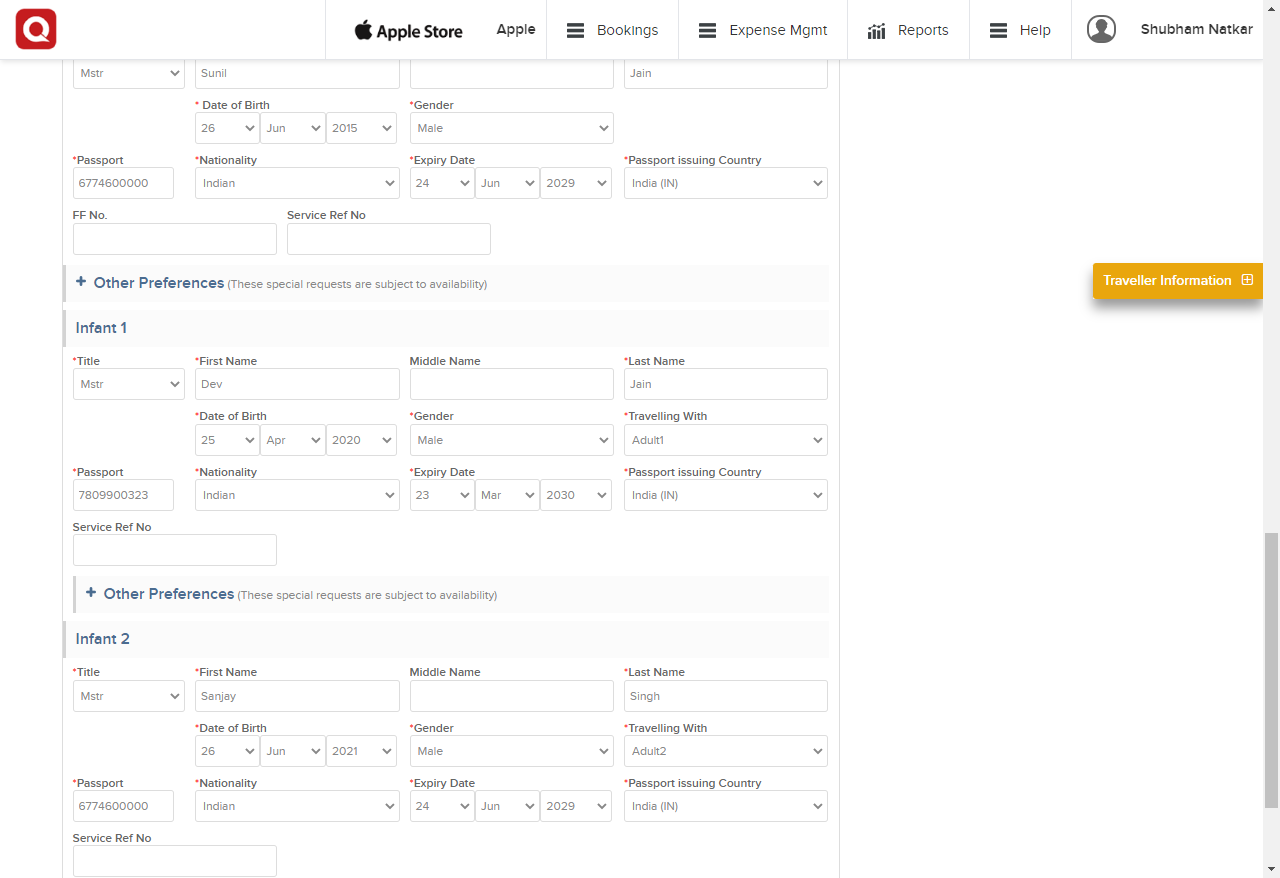 Apple Store Apple Bookings Expense Mgmt Reports Help Shubham Natkar
Mstr Sunil Jain
* Date of Birth *Gender
26 Jun 2015 Male
*Passport *Nationality *Expiry Date *Passport issuing Country
6774600000 Indian 24 Jun 2029 India (IN)
FF No. Service Ref No
+ Other Preferences (These special requests are subject to availability)
Traveller Information
Infant 1
*Title *First Name Middle Name *Last Name
Mstr Dev Jain
*Date of Birth *Gender *Travelling With
25 Apr 2020 Male Adult1
*Passport *Nationality *Expiry Date *Passport issuing Country
7809900323 Indian 23 Mar 2030 India (IN)
Service Ref No
+ Other Preferences (These special requests are subject to availability)
Infant 2
*Title *First Name Middle Name *Last Name
Mstr Sanjay Singh
*Date of Birth *Gender *Travelling With
26 Jun 2021 Male Adult2
*Passport *Nationality *Expiry Date *Passport issuing Country
6774600000 Indian 24 Jun 2029 India (IN)
Service Ref No